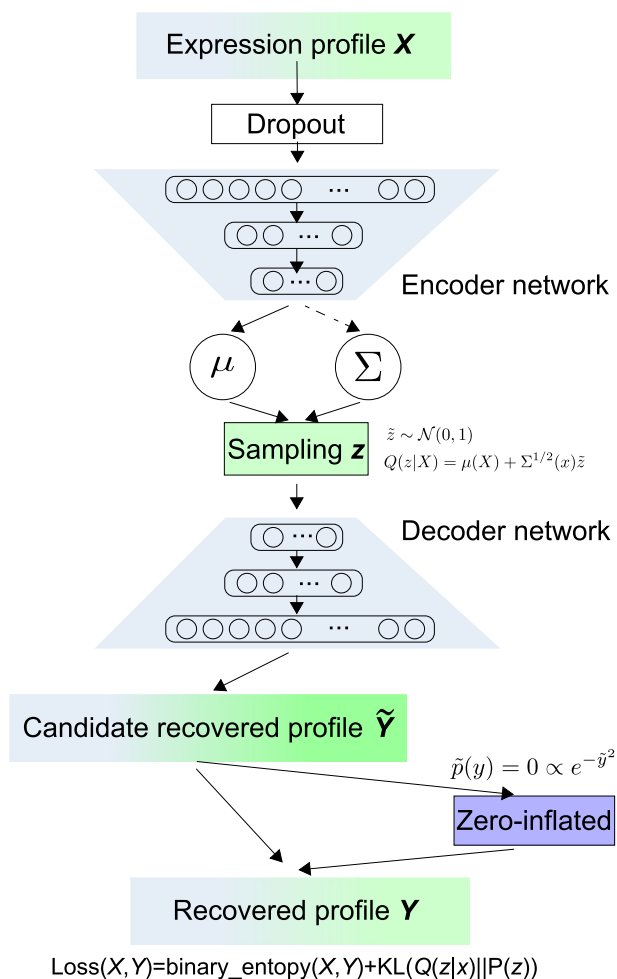 Expression profile X
Dropout
...
...
...
Encoder network
μ
Σ
Sampling z
z̃ ∼ 𝒩(0, 1)
Q(z|X) = μ(X) + Σ^{1/2}(x)z̃
Decoder network
...
...
...
Candidate recovered profile Ỹ
p̃(y) = 0 ∝ e^{−ỹ²}
Zero-inflated
Recovered profile Y
Loss(X,Y)=binary_entopy(X,Y)+KL(Q(z|x)||P(z))